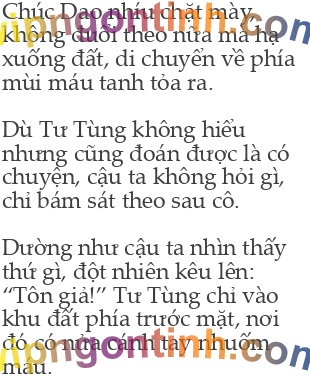 Chúc Dao nhíu chặt mày,
không đuổi theo nữa mà hạ
xuống đất, di chuyển về phía
mùi máu tanh tỏa ra.
Dù Tư Tùng không hiểu
nhưng cũng đoán được là có
chuyện, cậu ta không hỏi gì,
chỉ bám sát theo sau cô.
Dường như cậu ta nhìn thấy
thứ gì, đột nhiên kêu lên:
“Tôn giả!” Tư Tùng chỉ vào
khu đất phía trước mặt, nơi
đó có nửa cánh tay nhuốm
máu.
vipngontinh.com
vipngontinh.com